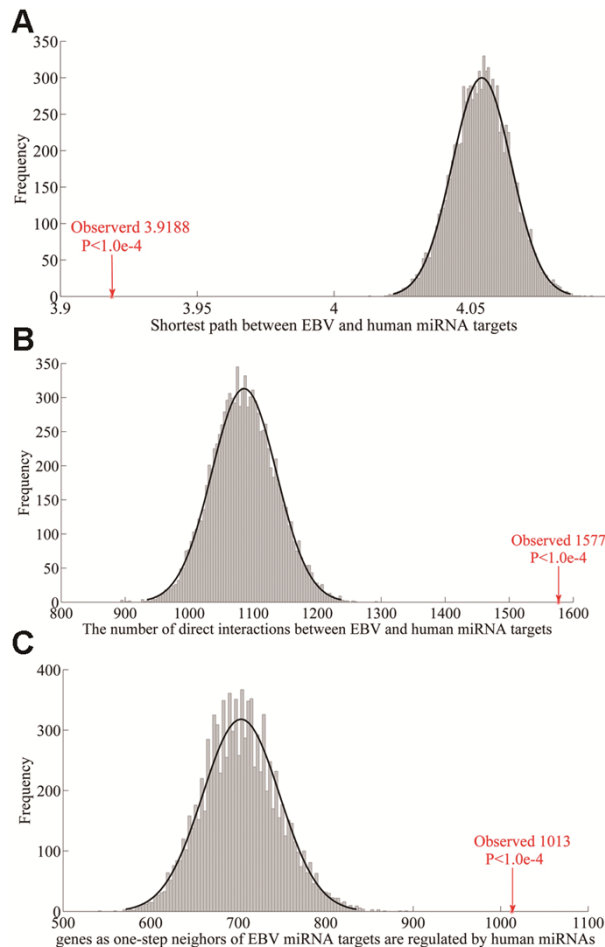 A
350
300
250
200
150
100
50
0
Frequency
Observerd 3.9188
P<1.0e-4
3.9 3.95 4 4.05
Shortest path between EBV and human miRNA targets
B
350
300
250
200
150
100
50
0
Frequency
Observed 1577
P<1.0e-4
800 900 1000 1100 1200 1300 1400 1500 1600
The number of direct interactions between EBV and human miRNA targets
C
400
300
200
100
0
Frequency
Observed 1013
P<1.0e-4
500 600 700 800 900 1000 1100
genes as one-step neighors of EBV miRNA targets are regulated by human miRNAs